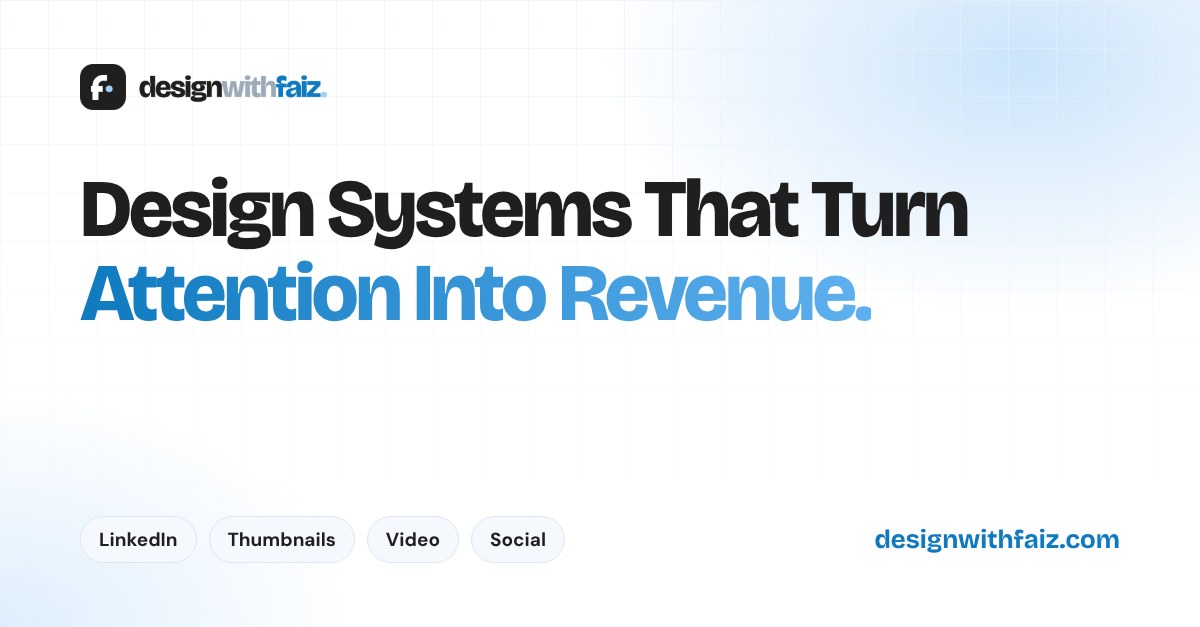 designwithfaiz.
Design Systems That Turn
Attention Into Revenue.
LinkedIn Thumbnails Video Social
designwithfaiz.com